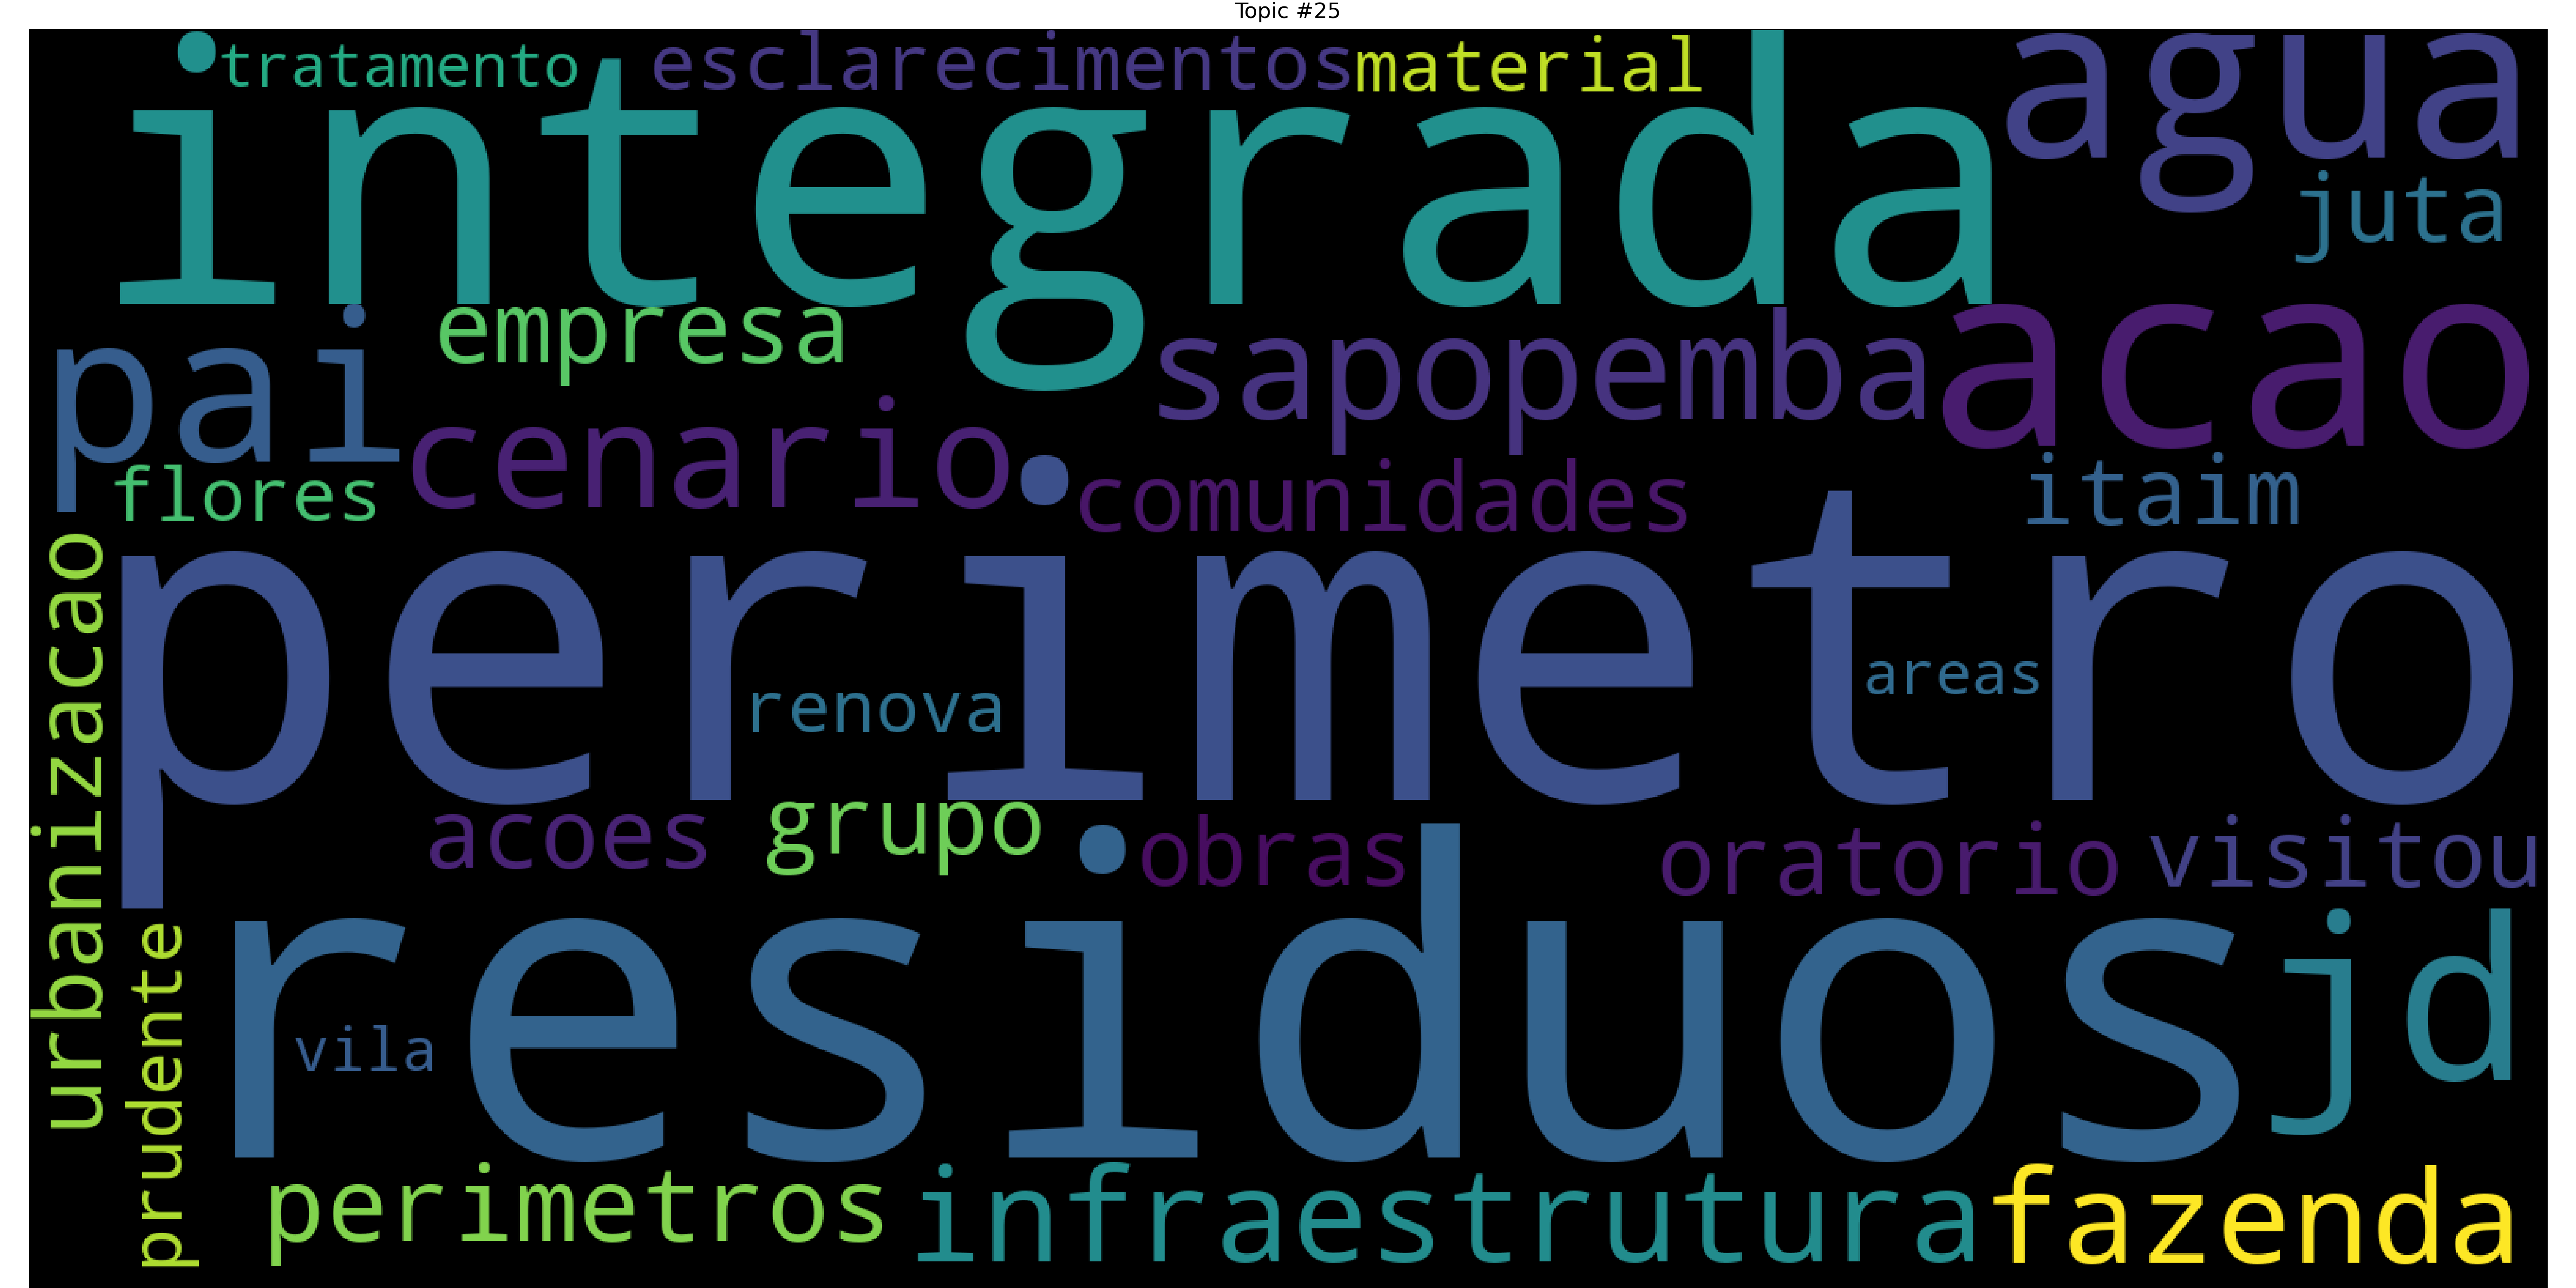 Topic #25
tratamento
esclarecimentos
material
integrada
agua
juta
pai
empresa
sapopemba
acao
cenario
flores
comunidades
itaim
urbanizacao
perimetro
renova
areas
acoes
grupo
obras
oratorio
visitou
prudente
residuos
vila
jd
perimetros
infraestrutura
fazenda